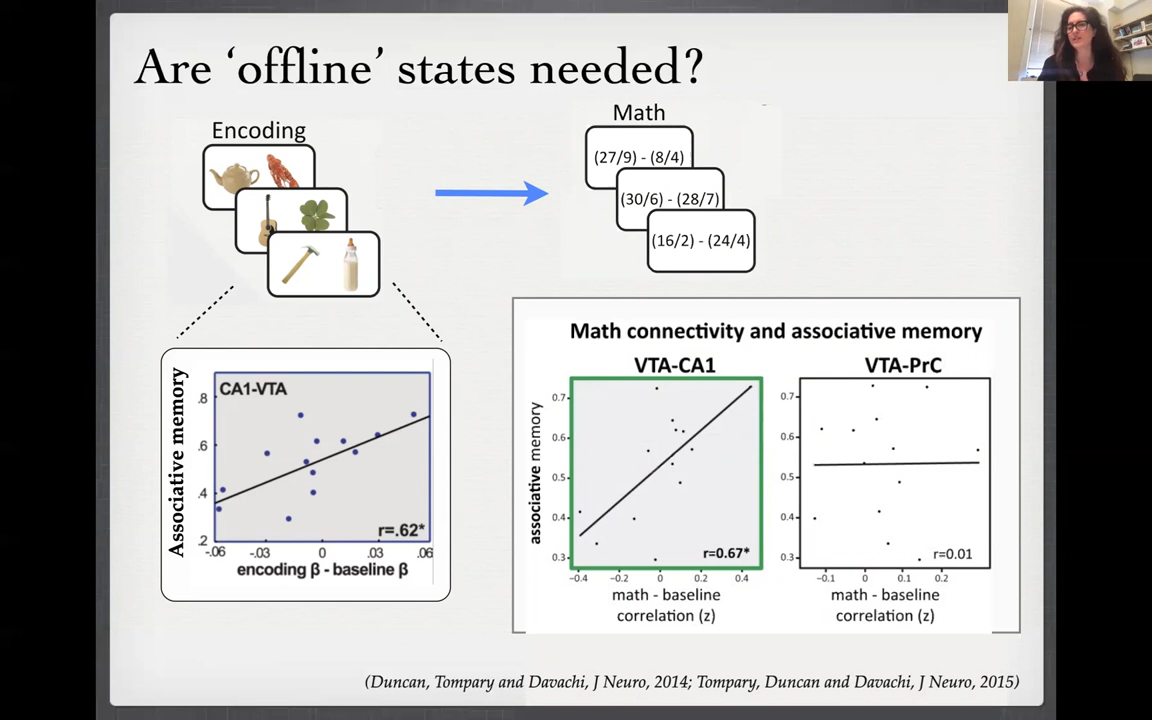 Are ‘offline’ states needed?
Encoding
Math
(27/9) - (8/4)
(30/6) - (28/7)
(16/2) - (24/4)
Associative memory
CA1-VTA
.8
.6
.4
.2
r=.62*
-.06
-.03
0
.03
.06
encoding β - baseline β
Math connectivity and associative memory
VTA-CA1
associative memory
0.7
0.6
0.5
0.4
0.3
r=0.67*
−0.4
−0.2
0
0.2
0.4
math - baseline
correlation (z)
VTA-PrC
0.7
0.6
0.5
0.4
0.3
r=0.01
−0.1
0
0.1
0.2
math - baseline
correlation (z)
(Duncan, Tompary and Davachi, J Neuro, 2014; Tompary, Duncan and Davachi, J Neuro, 2015)